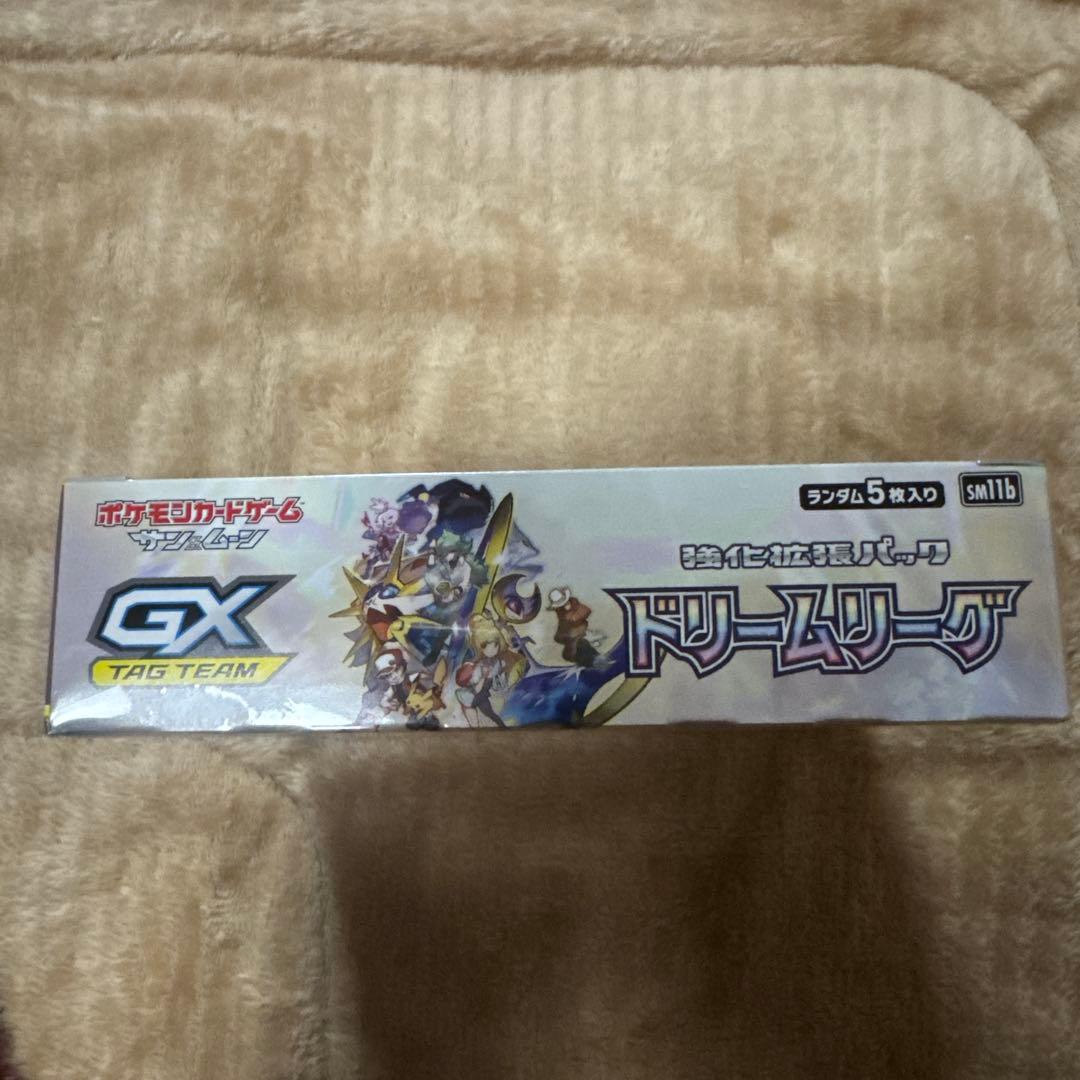 ポケモンカードゲーム
サン&ムーン
GX
TAG TEAM
ランダム5枚入り
SM11b
強化拡張パック
ドリームリーグ